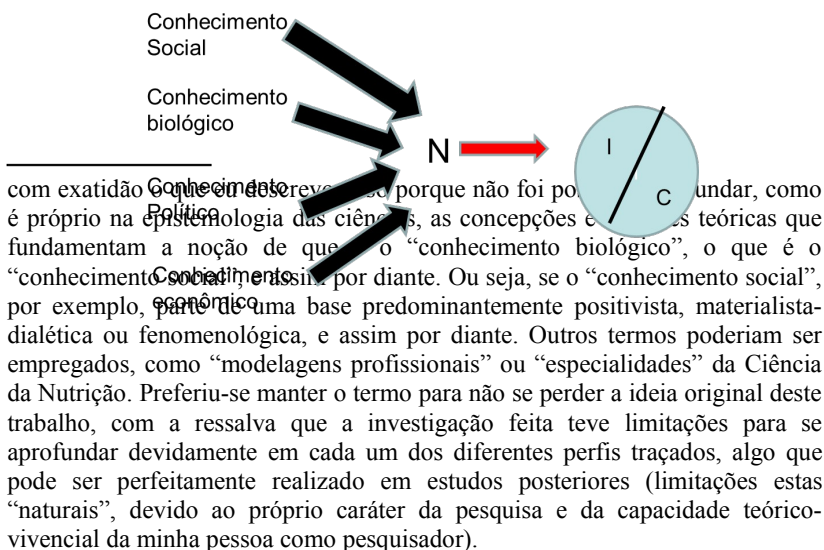 Conhecimento
Social
Conhecimento
biológico
N
I
C
Conhecimento
Político
Conhecimento
econômico
com exatidão o que eu porque não foi como
é próprio na epistemologia das as concepções e teóricas que
fundamentam a noção de que o “conhecimento biológico”, o que é o
“conhecimento social”, e assim por diante. Ou seja, se o “conhecimento social”,
por exemplo, parte de uma base predominantemente positivista, materialista-
dialética ou fenomenológica, e assim por diante. Outros termos poderiam ser
empregados, como “modelagens profissionais” ou “especialidades” da Ciência
da Nutrição. Preferiu-se manter o termo para não se perder a ideia original deste
trabalho, com a ressalva que a investigação feita teve limitações para se
aprofundar devidamente em cada um dos diferentes perfis traçados, algo que
pode ser perfeitamente realizado em estudos posteriores (limitações estas
“naturais”, devido ao próprio caráter da pesquisa e da capacidade teórico-
vivencial da minha pessoa como pesquisador).